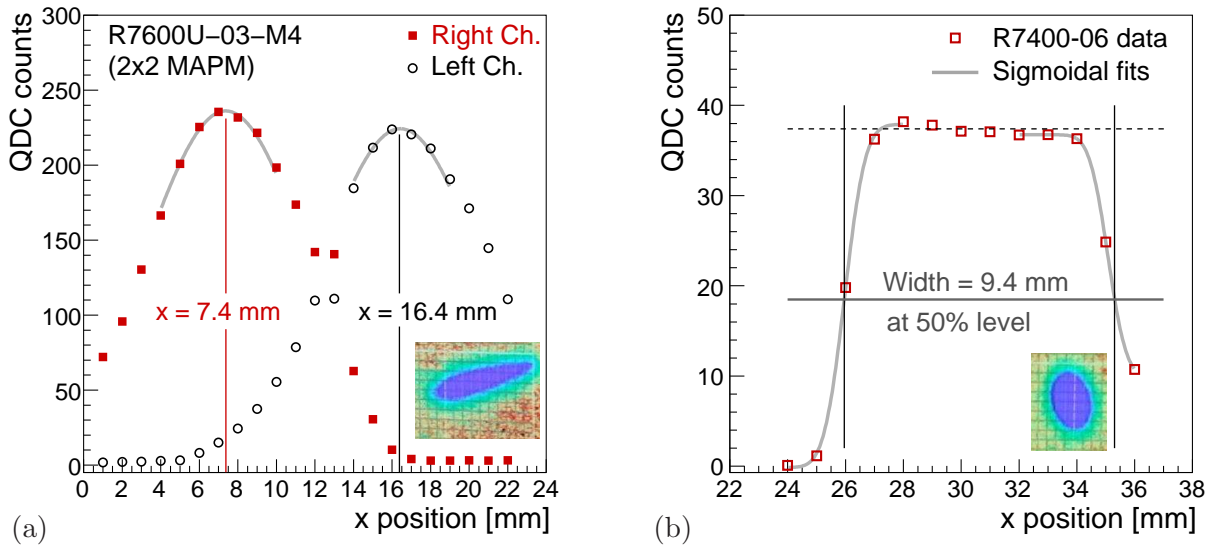 R7600U−03−M4
(2x2 MAPM)
Right Ch.
Left Ch.
QDC counts
300
250
200
150
100
50
0
x = 7.4 mm
x = 16.4 mm
0 2 4 6 8 10 12 14 16 18 20 22 24
x position [mm]
(a)
R7400-06 data
Sigmoidal fits
QDC counts
50
40
30
20
10
0
Width = 9.4 mm
at 50% level
22 24 26 28 30 32 34 36 38
x position [mm]
(b)